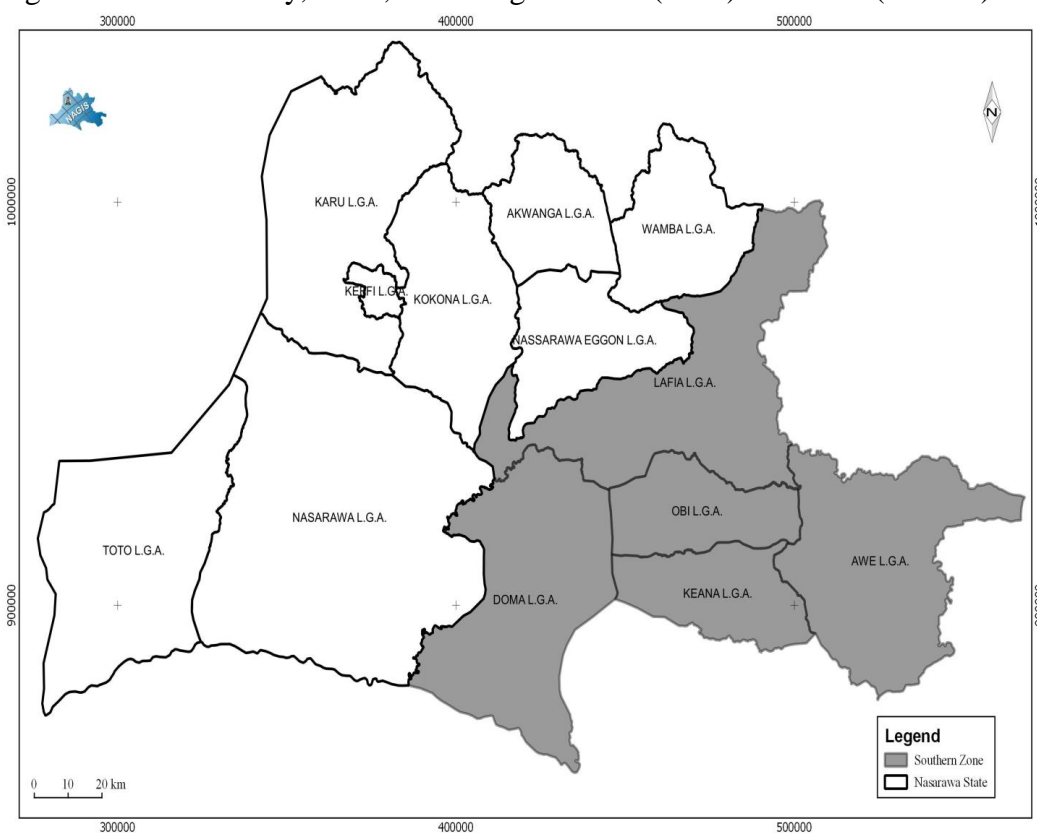 300000 400000 500000
NAGIS
N
1000000
KARU L.G.A.
AKWANGA L.G.A.
WAMBA L.G.A.
KEFFI L.G.A.
KOKONA L.G.A.
NASSARAWA EGGON L.G.A.
LAFIA L.G.A.
OBI L.G.A.
NASARAWA L.G.A.
TOTO L.G.A.
AWE L.G.A.
DOMA L.G.A.
KEANA L.G.A.
900000
Legend
Southern Zone
Nasarawa State
0 10 20 km
300000 400000 500000